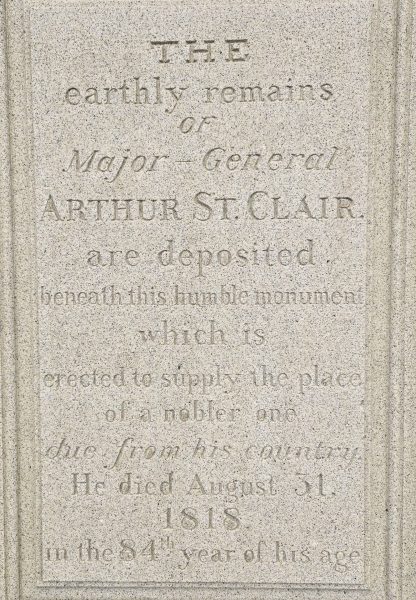 THE
earthly remains
OF
Major-General
ARTHUR ST. CLAIR.
are deposited
beneath this humble monument
which is
erected to supply the place
of a nobler one
due from his country.
He died August 31.
1818
in the 84th year of his age